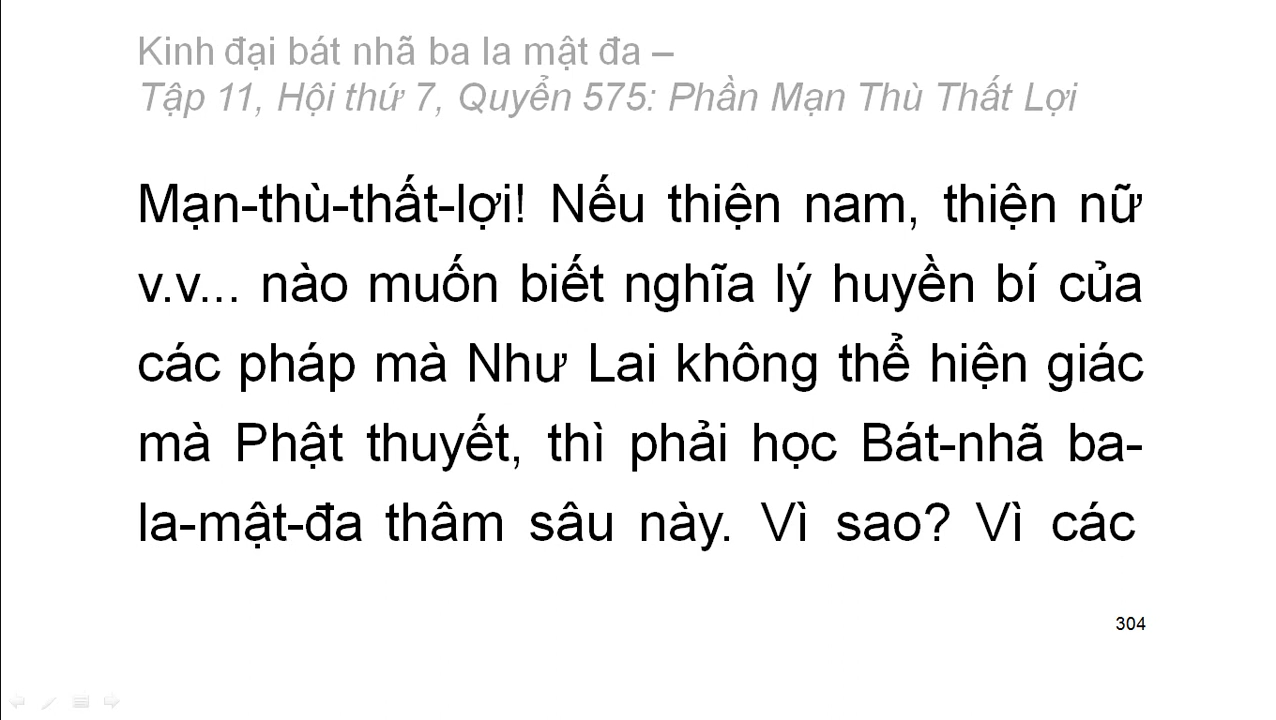 Kinh đại bát nhã ba la mật đa –
Tập 11, Hội thứ 7, Quyển 575: Phần Mạn Thù Thất Lợi
Mạn-thù-thất-lợi! Nếu thiện nam, thiện nữ
v.v... nào muốn biết nghĩa lý huyền bí của
các pháp mà Như Lai không thể hiện giác
mà Phật thuyết, thì phải học Bát-nhã ba-
la-mật-đa thâm sâu này. Vì sao? Vì các
304